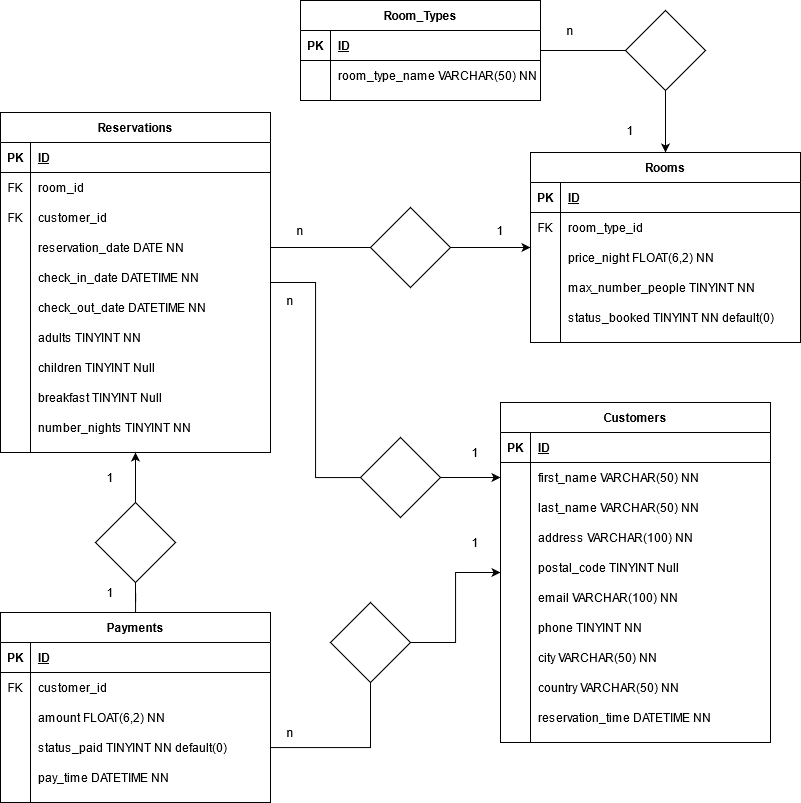 Room_Types
PK ID
room_type_name VARCHAR(50) NN
n
1
Reservations
PK ID
FK room_id
FK customer_id
reservation_date DATE NN
check_in_date DATETIME NN
check_out_date DATETIME NN
adults TINYINT NN
children TINYINT Null
breakfast TINYINT Null
number_nights TINYINT NN
n
1
n
1
Rooms
PK ID
FK room_type_id
price_night FLOAT(6,2) NN
max_number_people TINYINT NN
status_booked TINYINT NN default(0)
Customers
PK ID
first_name VARCHAR(50) NN
last_name VARCHAR(50) NN
address VARCHAR(100) NN
postal_code TINYINT Null
email VARCHAR(100) NN
phone TINYINT NN
city VARCHAR(50) NN
country VARCHAR(50) NN
reservation_time DATETIME NN
1
1
1
n
Payments
PK ID
FK customer_id
amount FLOAT(6,2) NN
status_paid TINYINT NN default(0)
pay_time DATETIME NN